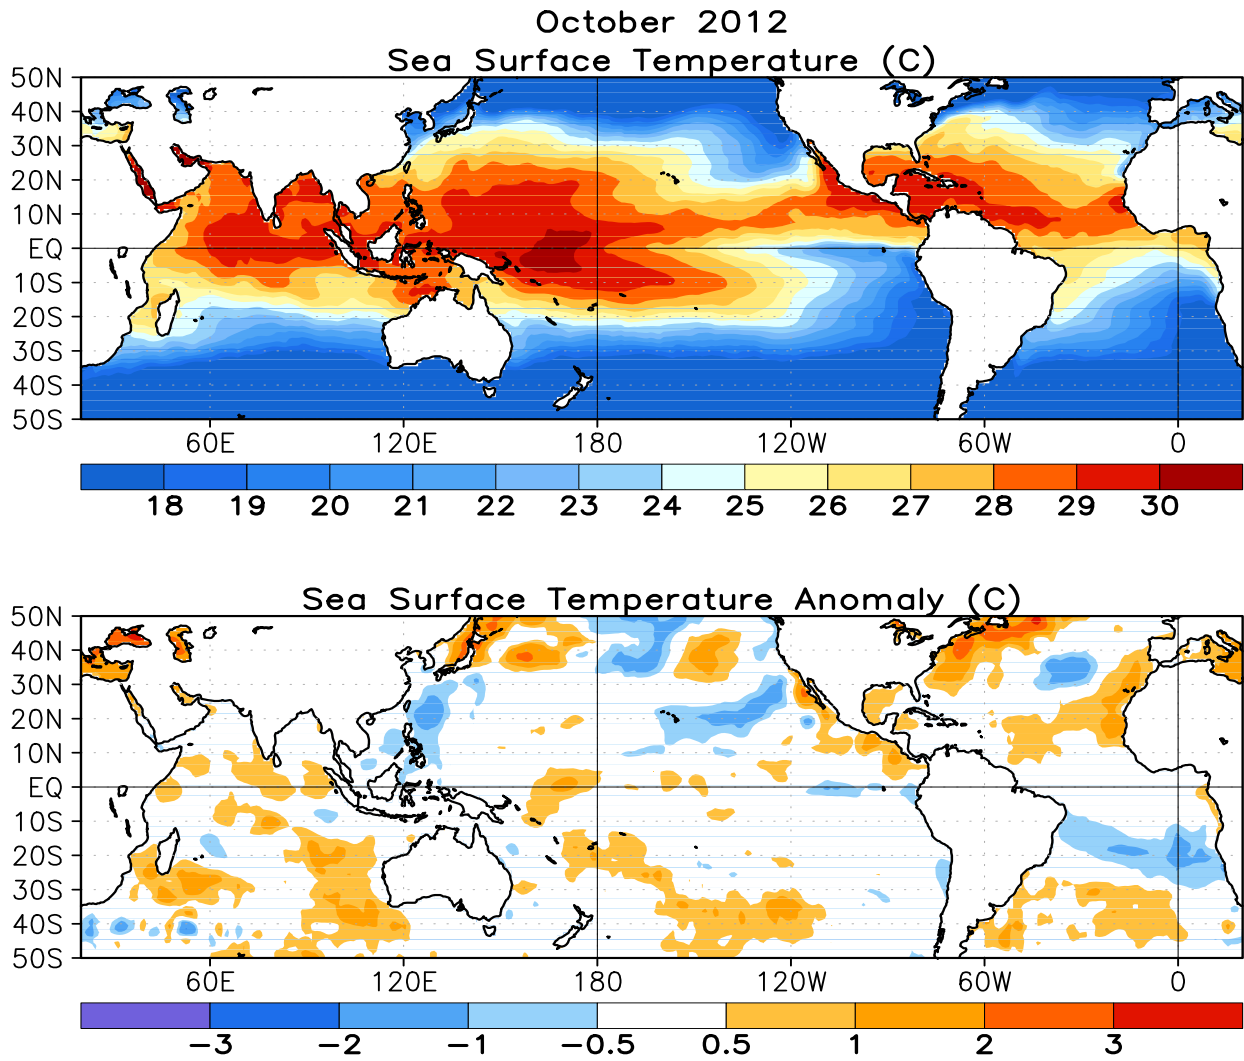 October 2012
Sea Surface Temperature (C)
50N
40N
30N
20N
10N
EQ
10S
20S
30S
40S
50S
60E 120E 180 120W 60W 0
18 19 20 21 22 23 24 25 26 27 28 29 30
Sea Surface Temperature Anomaly (C)
50N
40N
30N
20N
10N
EQ
10S
20S
30S
40S
50S
60E 120E 180 120W 60W 0
−3 −2 −1 −0.5 0.5 1 2 3